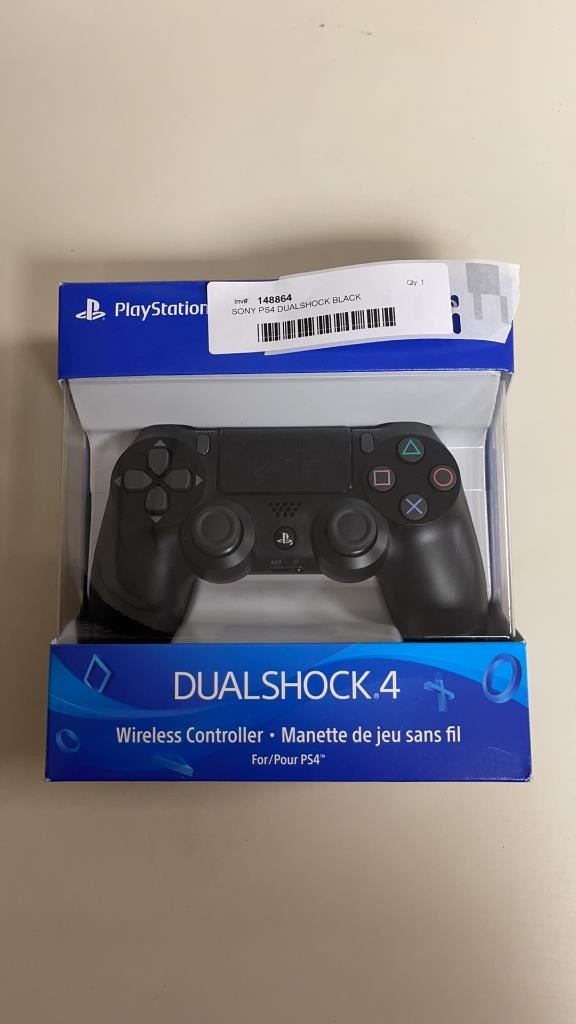 PlayStation
Inv#: 148864
Qty 1
SONY PS4 DUALSHOCK BLACK
DUALSHOCK®4
Wireless Controller • Manette de jeu sans fil
For/Pour PS4™